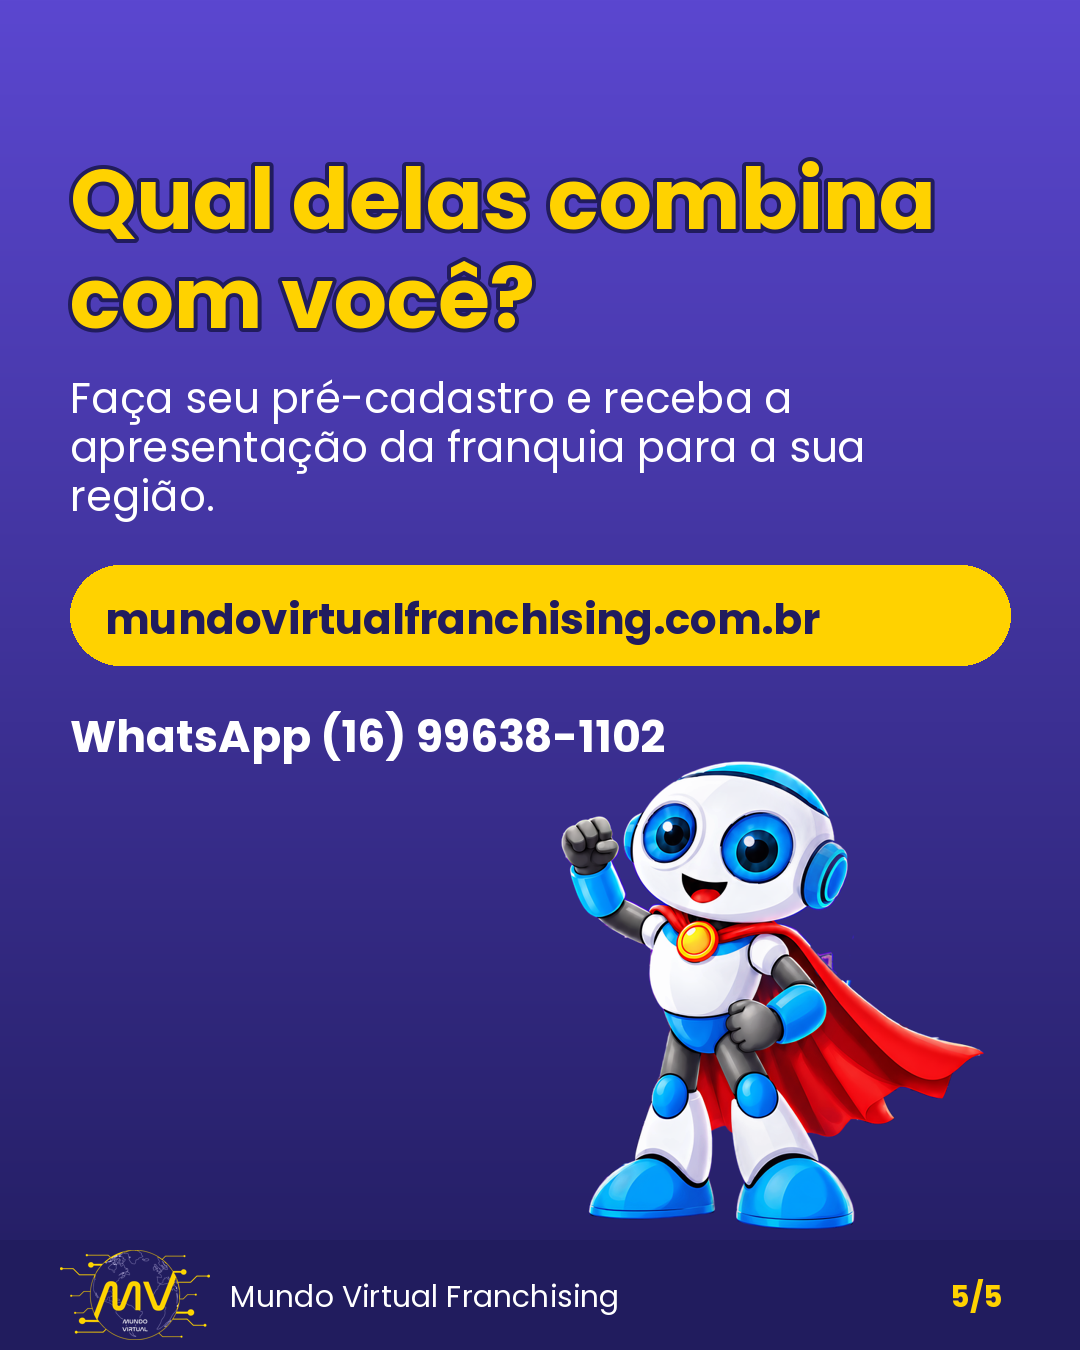 Qual delas combina
com você?
Faça seu pré-cadastro e receba a
apresentação da franquia para a sua
região.
mundovirtualfranchising.com.br
WhatsApp (16) 99638-1102
MV
MUNDO
VIRTUAL
Mundo Virtual Franchising
5/5